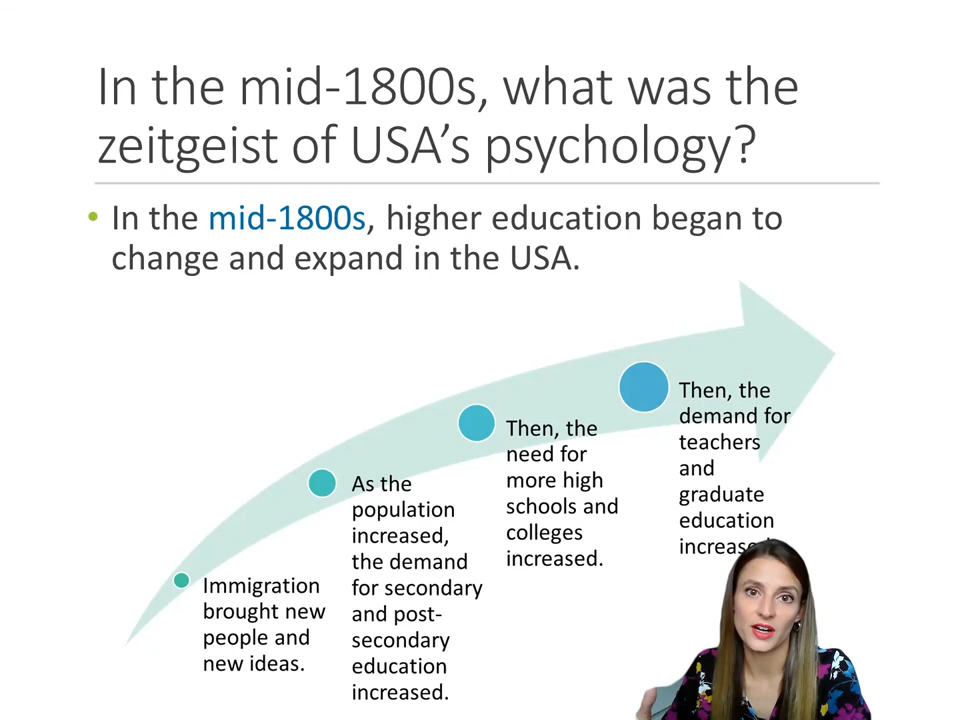 In the mid-1800s, what was the
zeitgeist of USA's psychology?
• In the mid-1800s, higher education began to
change and expand in the USA.
Immigration
brought new
people and
new ideas.
As the
population
increased,
the demand
for secondary
and post-
secondary
education
increased.
Then, the
need for
more high
schools and
colleges
increased.
Then, the
demand for
teachers
and
graduate
education